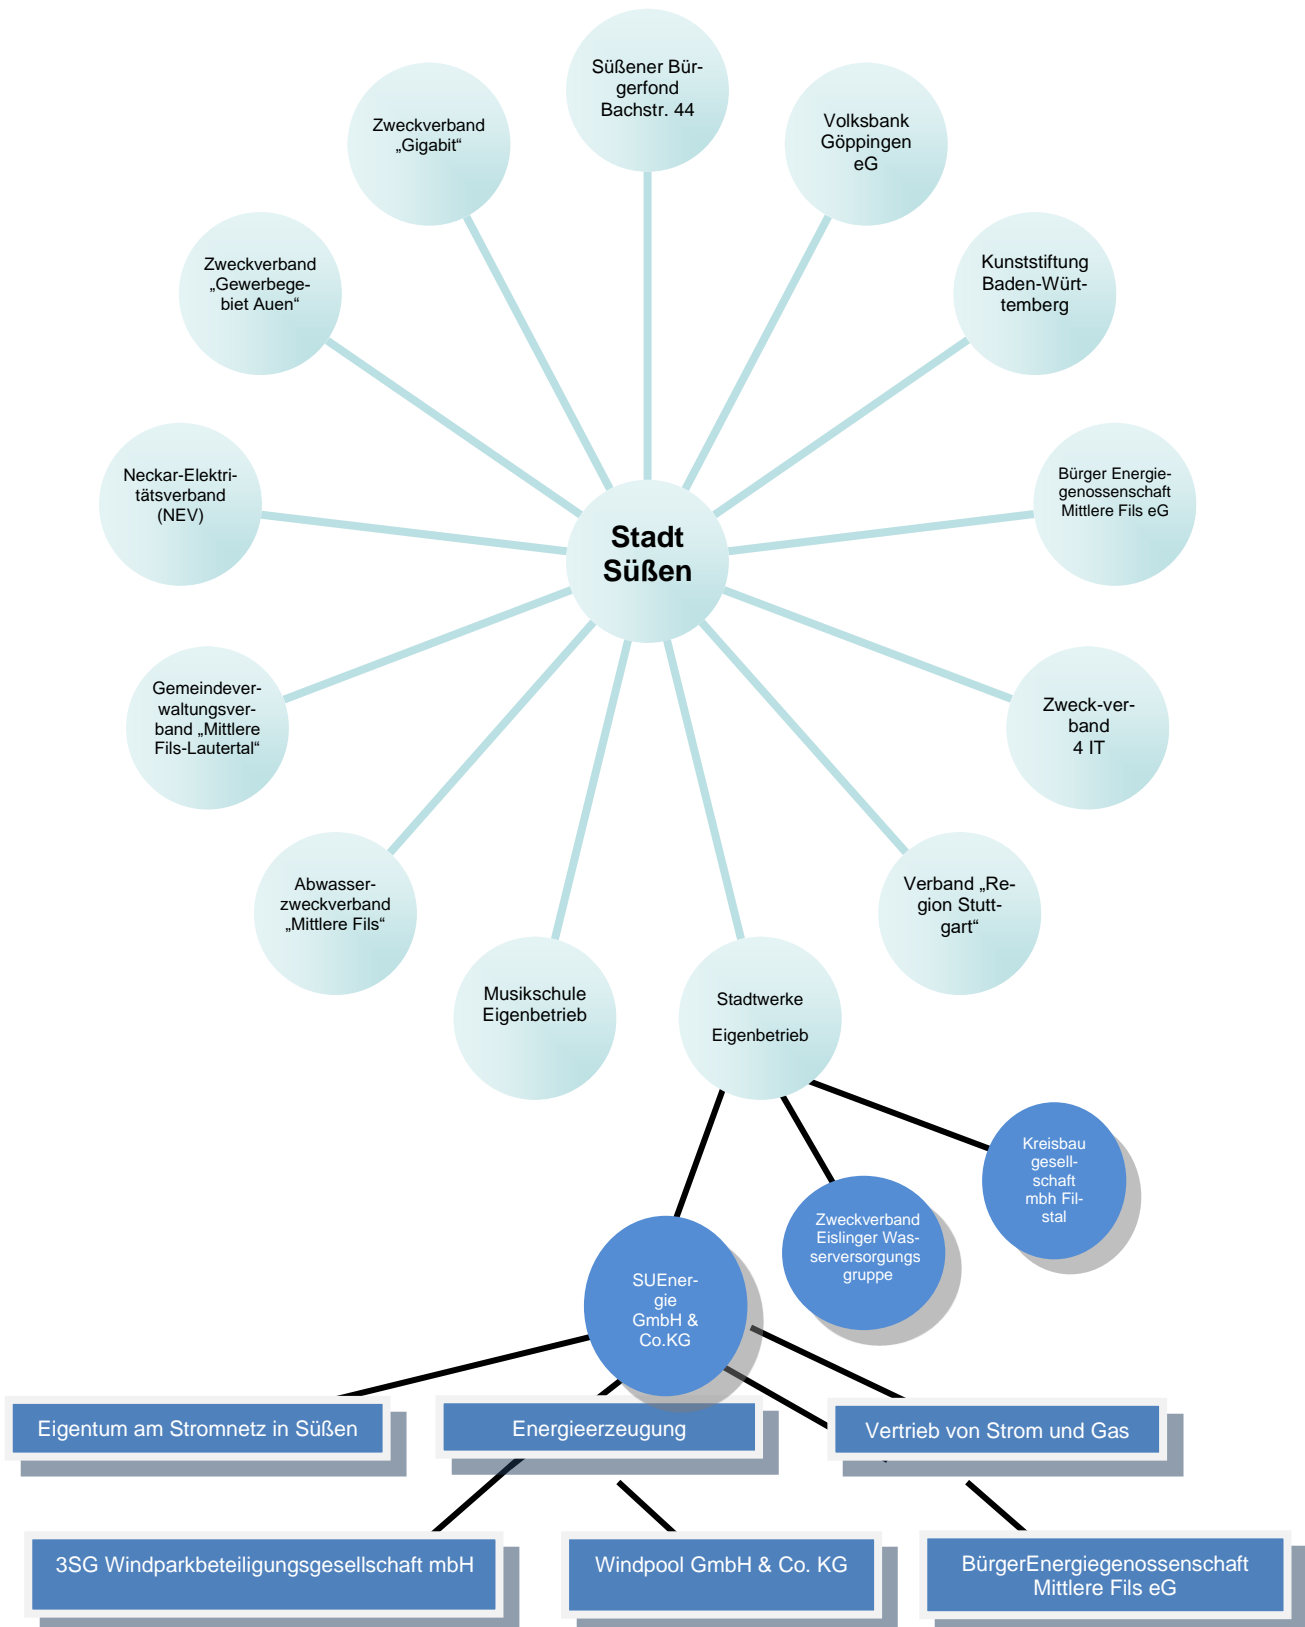 Süßener Bür-
gerfond
Bachstr. 44
Volksbank
Göppingen
eG
Zweckverband
„Gigabit“
Kunststiftung
Baden-Würt-
temberg
Zweckverband
„Gewerbege-
biet Auen“
Bürger Energie-
genossenschaft
Mittlere Fils eG
Neckar-Elektri-
tätsverband
(NEV)
Stadt
Süßen
Zweck-ver-
band
4 IT
Gemeindever-
waltungsver-
band „Mittlere
Fils-Lautertal“
Verband „Re-
gion Stutt-
gart“
Abwasser-
zweckverband
„Mittlere Fils“
Musikschule
Eigenbetrieb
Stadtwerke
Eigenbetrieb
Kreisbau
gesell-
schaft
mbh Fil-
stal
Zweckverband
Eislinger Was-
serversorgungs
gruppe
SUEner-
gie
GmbH &
Co.KG
Eigentum am Stromnetz in Süßen
Energieerzeugung
Vertrieb von Strom und Gas
3SG Windparkbeteiligungsgesellschaft mbH
Windpool GmbH & Co. KG
BürgerEnergiegenossenschaft
Mittlere Fils eG